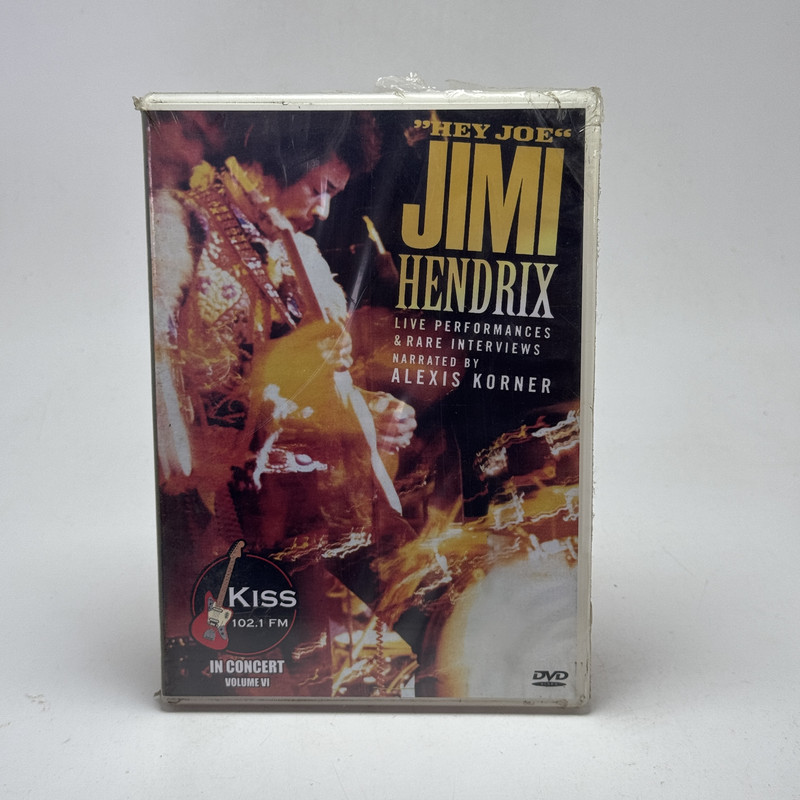 ”HEY JOE“
JIMI
HENDRIX
LIVE PERFORMANCES
& RARE INTERVIEWS
NARRATED BY
ALEXIS KORNER
KISS
102.1 FM
IN CONCERT
VOLUME VI
DVD